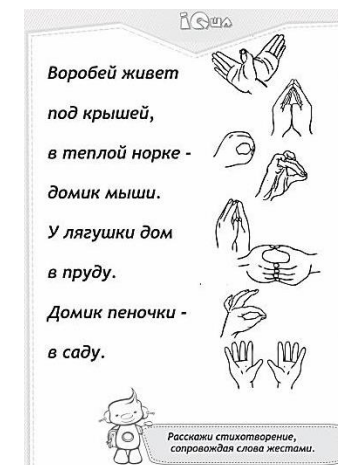 IQша
Воробей живет
под крышей,
в теплой норке -
домик мыши.
У лягушки дом
в пруду.
Домик пеночки -
в саду.
Расскажи стихотворение,
сопровождая слова жестами.